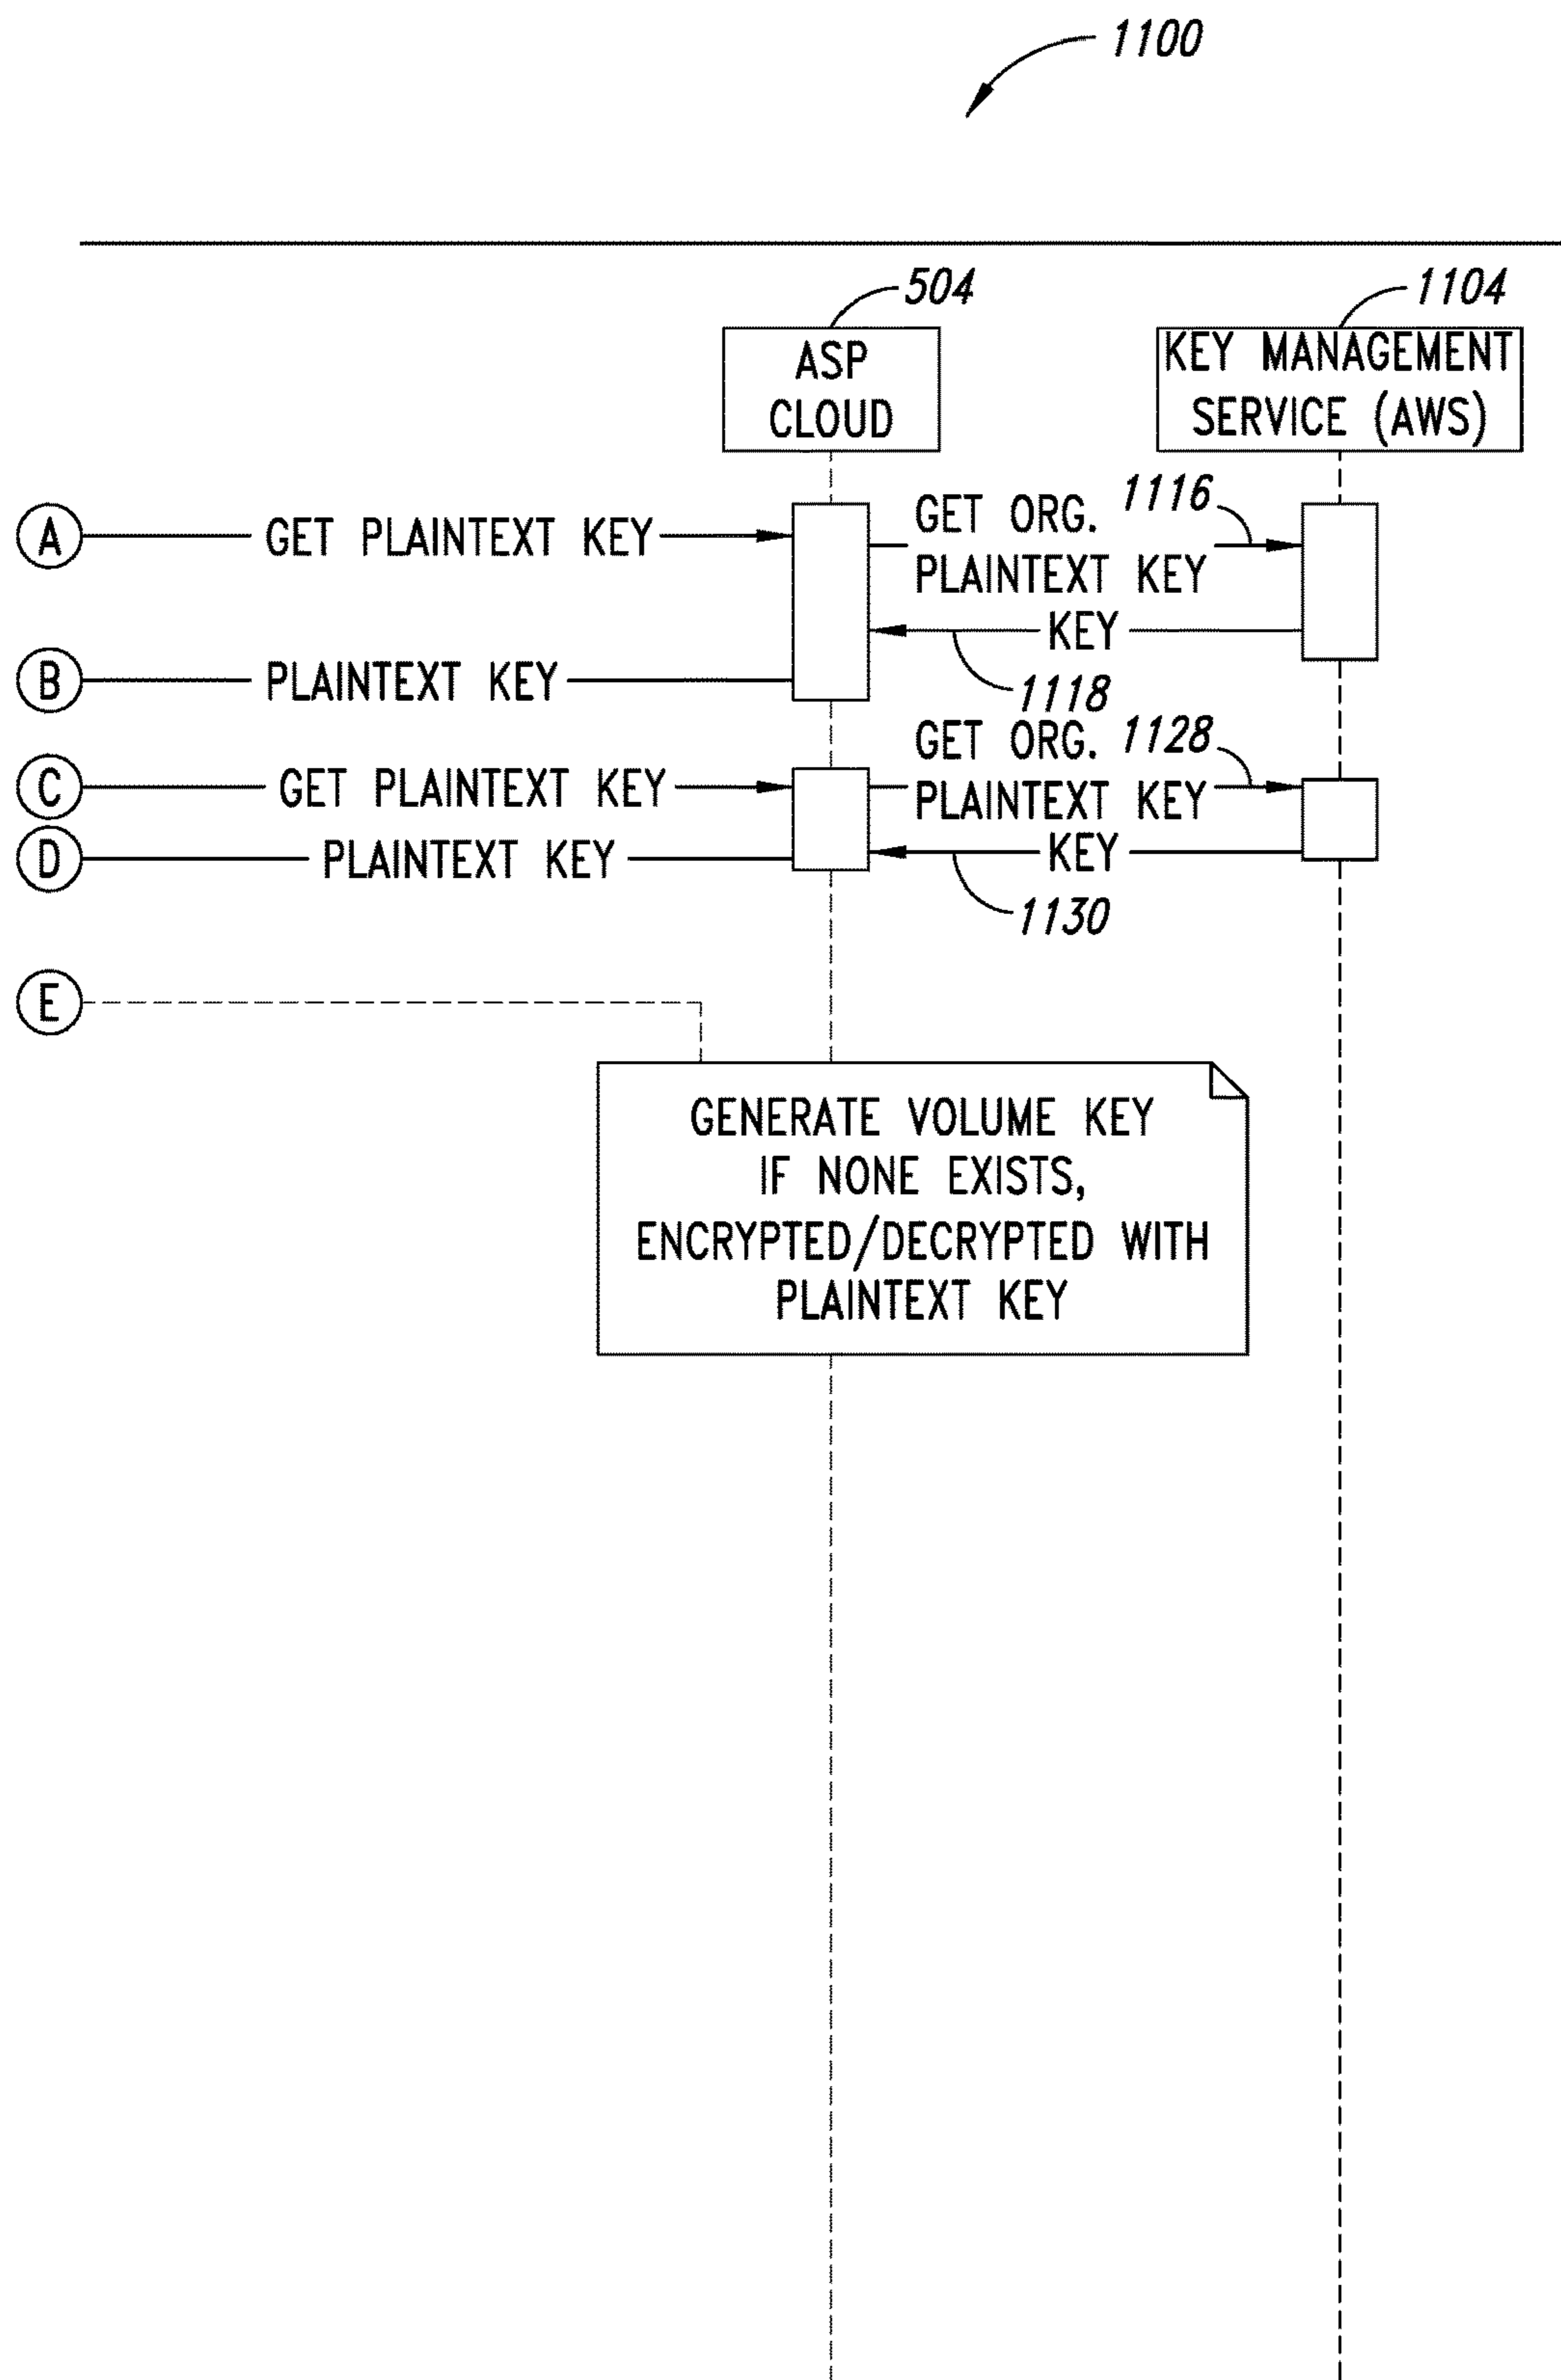 1100
504
1104
ASP
CLOUD
KEY MANAGEMENT
SERVICE (AWS)
A
GET PLAINTEXT KEY
GET ORG.
PLAINTEXT KEY
1116
KEY
1118
B
PLAINTEXT KEY
C
GET PLAINTEXT KEY
GET ORG.
PLAINTEXT KEY
1128
KEY
1130
D
PLAINTEXT KEY
E
GENERATE VOLUME KEY
IF NONE EXISTS,
ENCRYPTED/DECRYPTED WITH
PLAINTEXT KEY